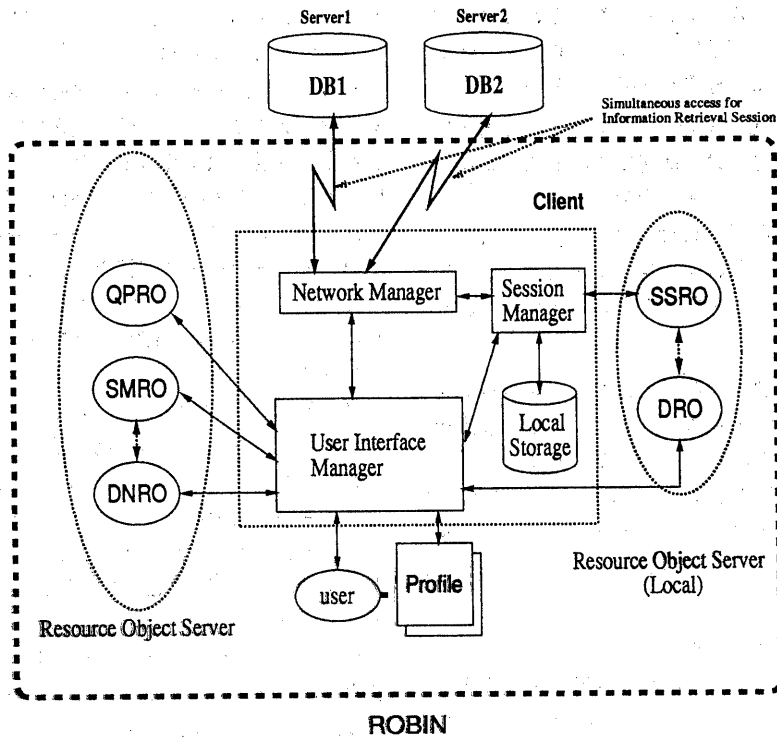 Server1
Server2
DB1
DB2
Simultaneous access for
Information Retrieval Session
Client
QPRO
Network Manager
Session
Manager
SSRO
SMRO
User Interface
Manager
Local
Storage
DRO
DNRO
user
Profile
Resource Object Server
Resource Object Server
(Local)
ROBIN